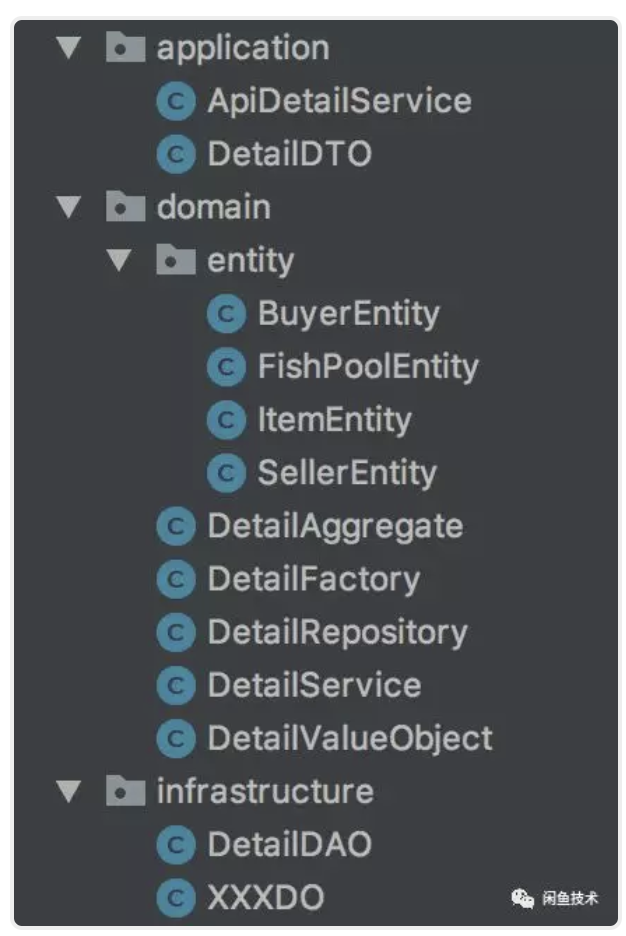 application
C ApiDetailService
C DetailDTO
domain
entity
C BuyerEntity
C FishPoolEntity
C ItemEntity
C SellerEntity
C DetailAggregate
C DetailFactory
C DetailRepository
C DetailService
C DetailValueObject
infrastructure
C DetailDAO
C XXXDO
闲鱼技术